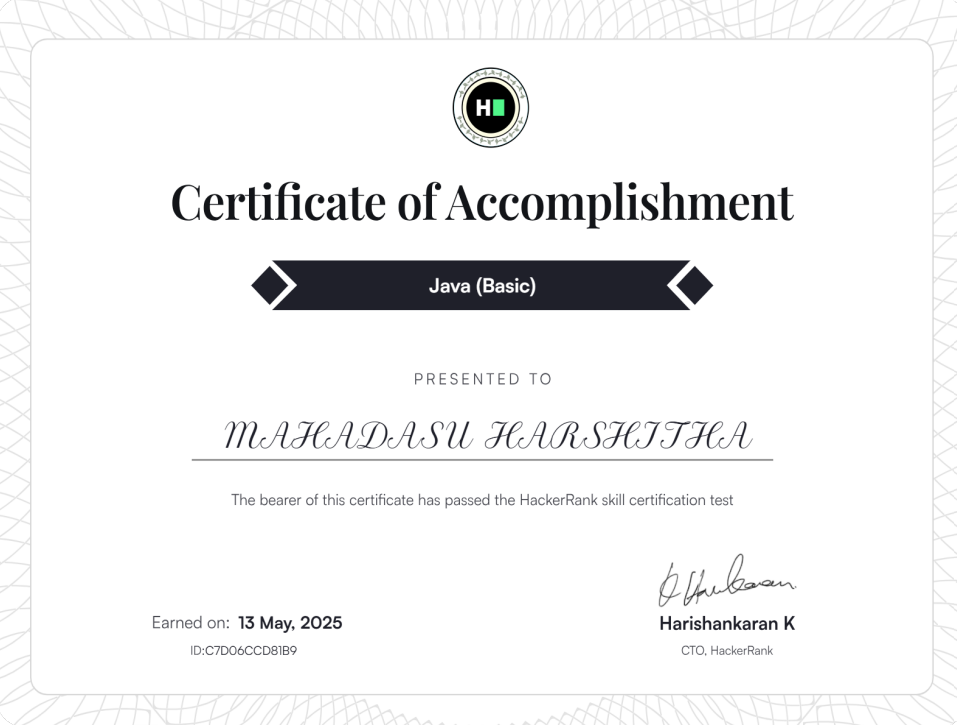 H
Certificate of Accomplishment
Java (Basic)
PRESENTED TO
MAHADASU HARSHITHA
The bearer of this certificate has passed the HackerRank skill certification test
Earned on: 13 May, 2025
Harishankaran K
ID:C7D06CCD81B9
CTO, HackerRank